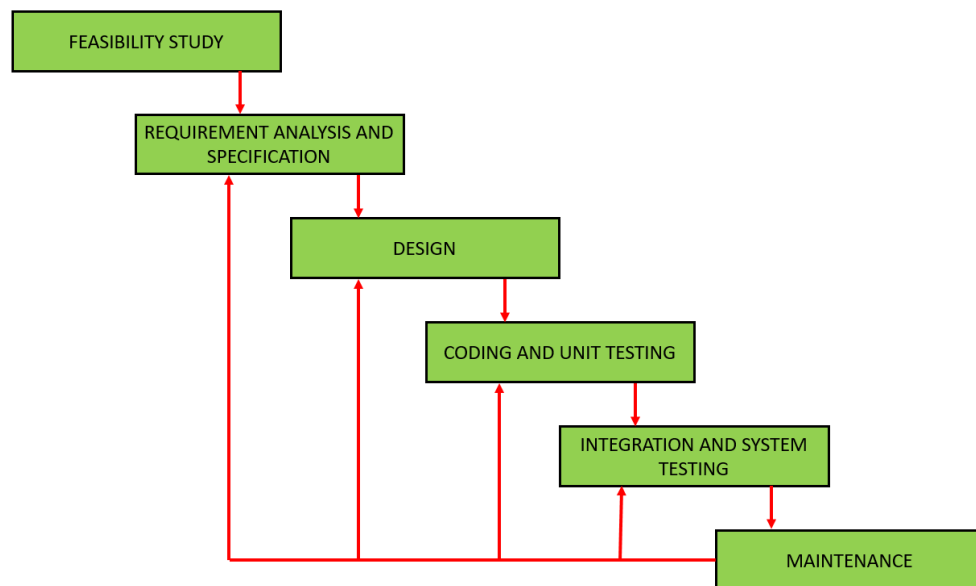 FEASIBILITY STUDY
REQUIREMENT ANALYSIS AND
SPECIFICATION
DESIGN
CODING AND UNIT TESTING
INTEGRATION AND SYSTEM
TESTING
MAINTENANCE